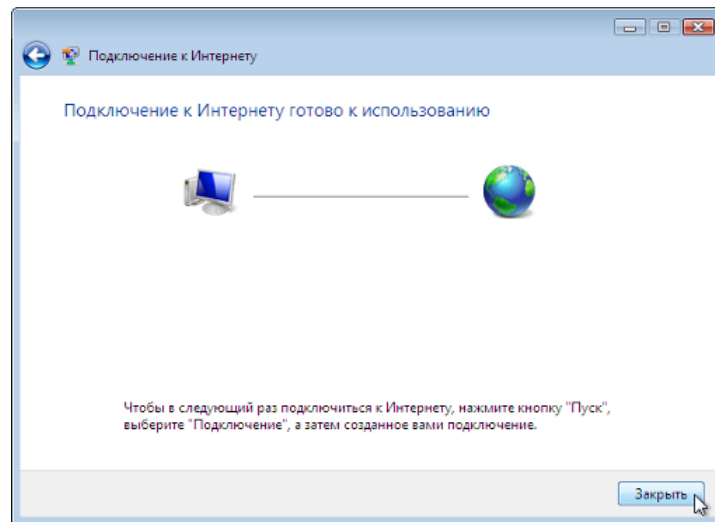 Подключение к Интернету
Подключение к Интернету готово к использованию
Чтобы в следующий раз подключиться к Интернету, нажмите кнопку "Пуск",
выберите "Подключение", а затем созданное вами подключение.
Закрыть